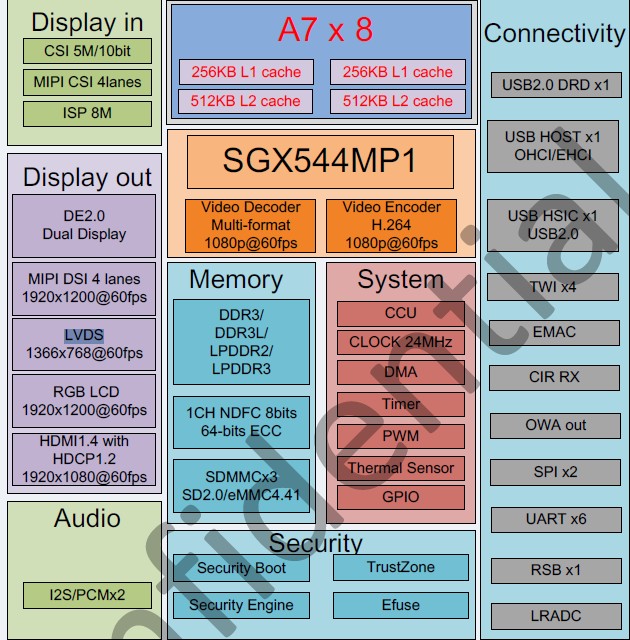 Display in
CSI 5M/10bit
MIPI CSI 4lanes
ISP 8M
Display out
DE2.0
Dual Display
MIPI DSI 4 lanes
1920x1200@60fps
LVDS
1366x768@60fps
RGB LCD
1920x1200@60fps
HDMI1.4 with
HDCP1.2
1920x1080@60fps
Audio
I2S/PCMx2
A7 x 8
256KB L1 cache
256KB L1 cache
512KB L2 cache
512KB L2 cache
SGX544MP1
Video Decoder
Multi-format
1080p@60fps
Video Encoder
H.264
1080p@60fps
Memory
DDR3/
DDR3L/
LPDDR2/
LPDDR3
1CH NDFC 8bits
64-bits ECC
SDMMCx3
SD2.0/eMMC4.41
System
CCU
CLOCK 24MHz
DMA
Timer
PWM
Thermal Sensor
GPIO
Security
Security Boot
TrustZone
Security Engine
Efuse
Connectivity
USB2.0 DRD x1
USB HOST x1
OHCI/EHCI
USB HSIC x1
USB2.0
TWI x4
EMAC
CIR RX
OWA out
SPI x2
UART x6
RSB x1
LRADC
nfidential